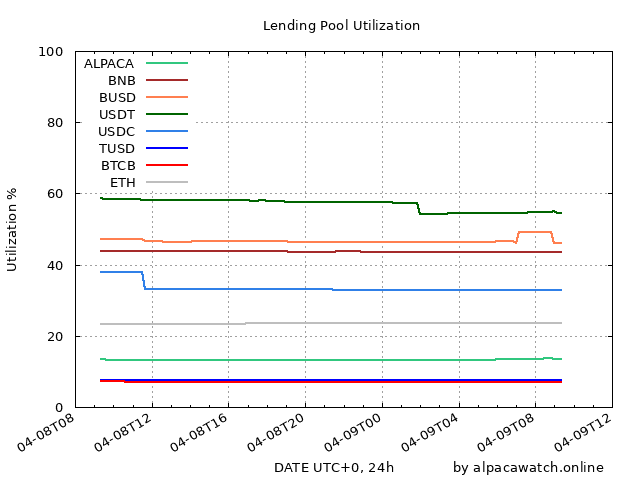 Lending Pool Utilization
100
80
60
40
20
0
Utilization %
ALPACA
BNB
BUSD
USDT
USDC
TUSD
BTCB
ETH
04-08T08
04-08T12
04-08T16
04-08T20
04-09T00
04-09T04
04-09T08
04-09T12
DATE UTC+0, 24h
by alpacawatch.online